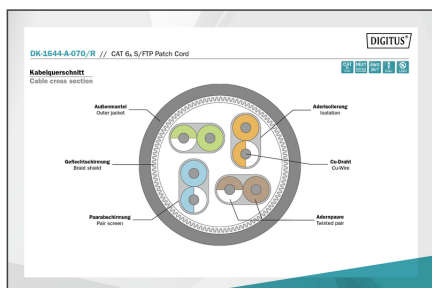 DIGITUS®
DK-1644-A-070/R // CAT 6A S/FTP Patch Cord
Kabelquerschnitt
Cable cross section
Außenmantel
Outer jacket
Aderisolierung
Isolation
Geflechtschirmung
Braid shield
Cu-Draht
Cu-Wire
Paarabschirmung
Pair screen
Adernpaare
Twisted pair